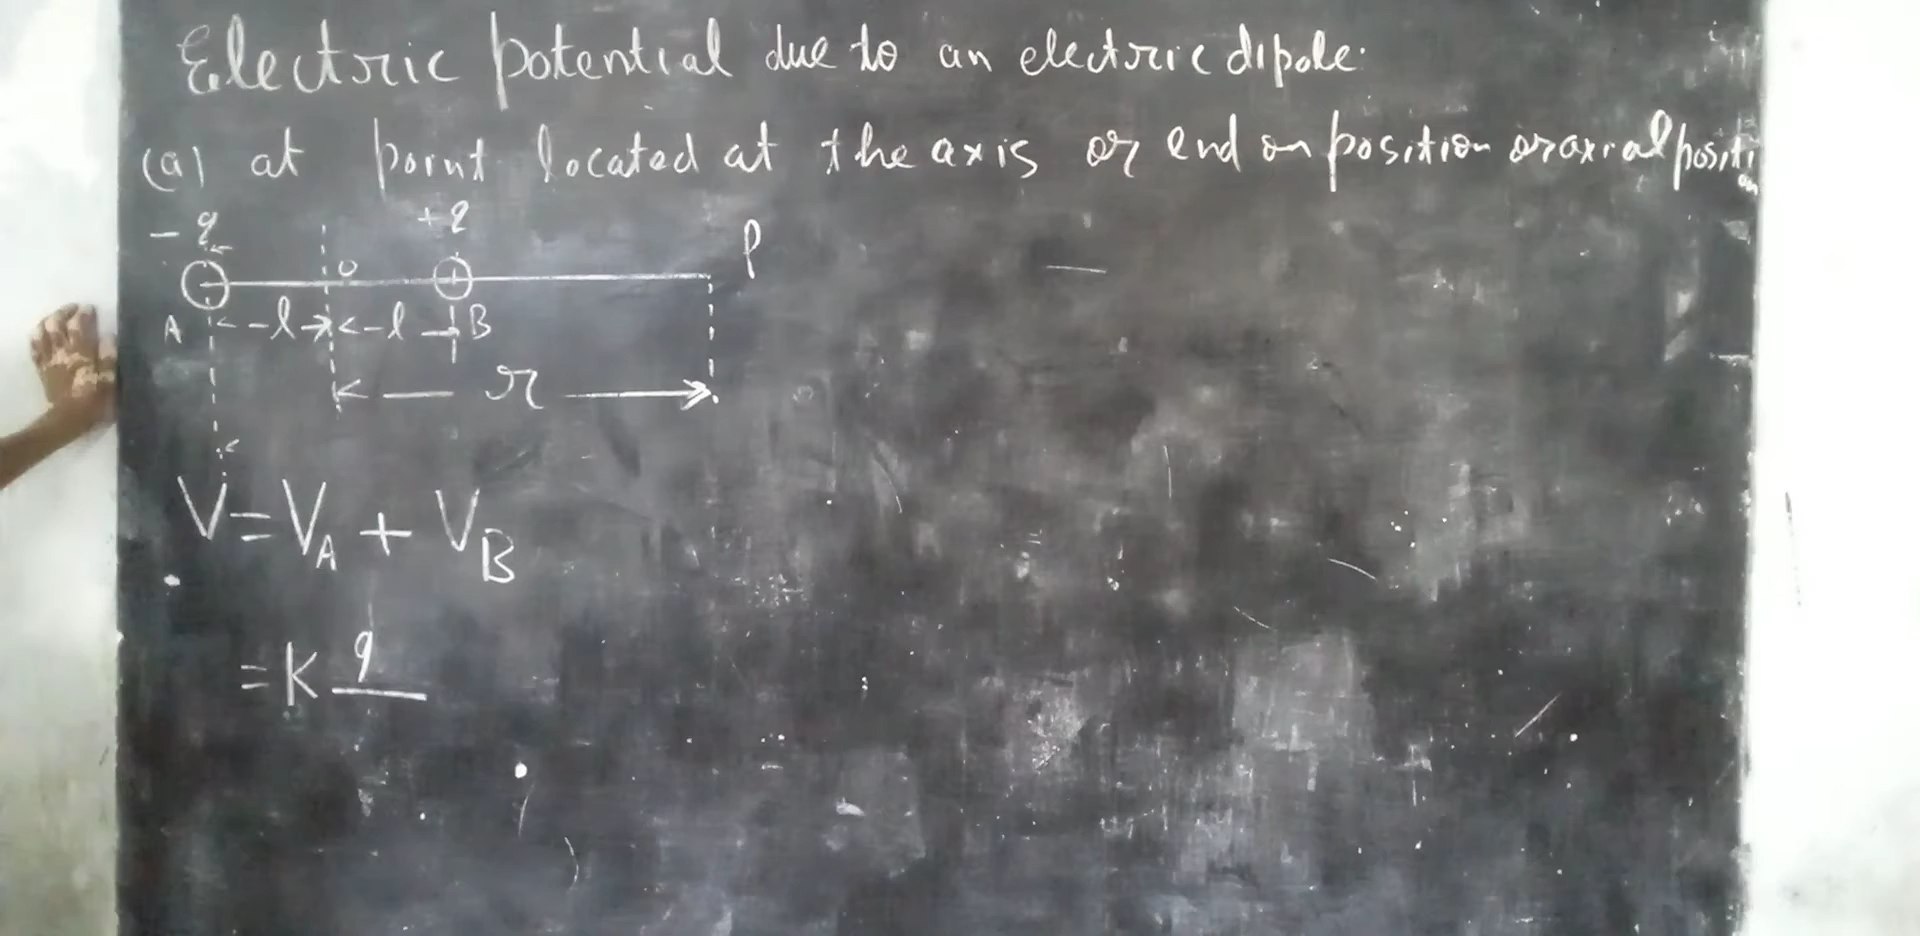 Electric potential due to an electric dipole.
(a) at point located at the axis or end on position or axial position
- q +q
O P
A l l B
r
V = V_A + V_B
= K q